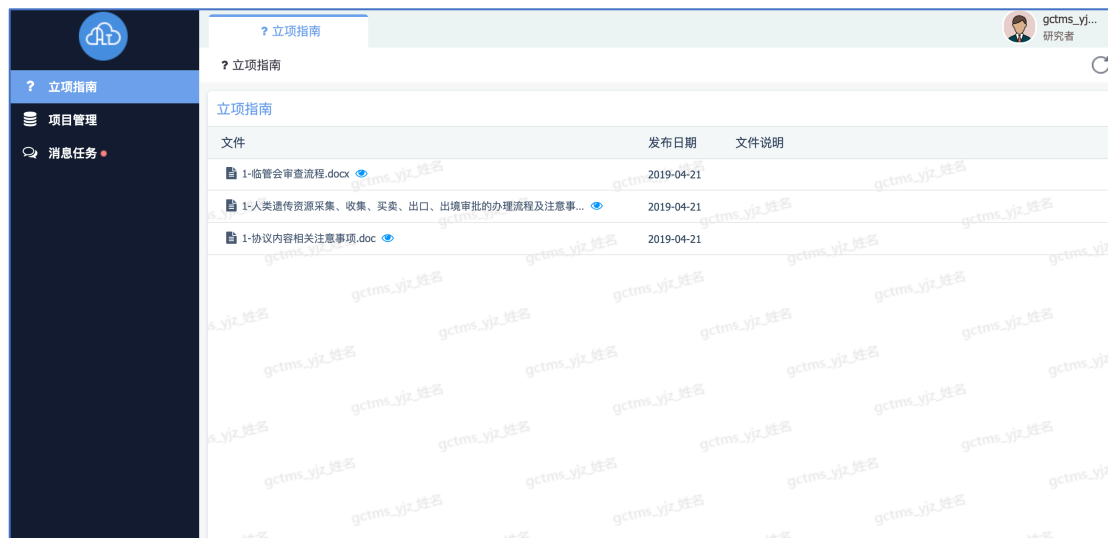 ? 立项指南
gctms_yj...
研究者
? 立项指南
? 立项指南
项目管理
消息任务
立项指南
文件 发布日期 文件说明
1-临管会审查流程.docx 2019-04-21
1-人类遗传资源采集、收集、买卖、出口、出境审批的办理流程及注意事... 2019-04-21
1-协议内容相关注意事项.doc 2019-04-21
gctms_yjz_姓名